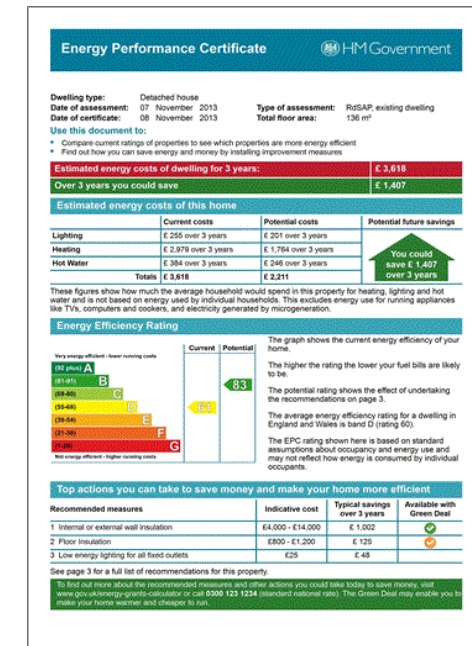 Energy Performance Certificate
HM Government
Dwelling type: Detached house
Date of assessment: 07 November 2013 Type of assessment: RdSAP, existing dwelling
Date of certificate: 08 November 2013 Total floor area: 136 m²
Use this document to:
• Compare current ratings of properties to see which properties are more energy efficient
• Find out how you can save energy and money by installing improvement measures
Estimated energy costs of dwelling for 3 years: £ 3,618
Over 3 years you could save £ 1,407
Estimated energy costs of this home
Current costs Potential costs Potential future savings
Lighting £ 255 over 3 years £ 201 over 3 years
Heating £ 2,979 over 3 years £ 1,764 over 3 years
Hot Water £ 384 over 3 years £ 246 over 3 years
Totals £ 3,618 £ 2,211
You could
save £ 1,407
over 3 years
These figures show how much the average household would spend in this property for heating, lighting and hot
water and is not based on energy used by individual households. This excludes energy use for running appliances
like TVs, computers and cookers, and electricity generated by microgeneration.
Energy Efficiency Rating
Current Potential
Very energy efficient - lower running costs
(92 plus) A
(81-91) B
(69-80) C
(55-68) D
(39-54) E
(21-38) F
(1-20) G
Not energy efficient - higher running costs
61
83
The graph shows the current energy efficiency of your
home.
The higher the rating the lower your fuel bills are likely
to be.
The potential rating shows the effect of undertaking
the recommendations on page 3.
The average energy efficiency rating for a dwelling in
England and Wales is band D (rating 60).
The EPC rating shown here is based on standard
assumptions about occupancy and energy use and
may not reflect how energy is consumed by individual
occupants.
Top actions you can take to save money and make your home more efficient
Recommended measures Indicative cost Typical savings over 3 years Available with Green Deal
1 Internal or external wall insulation £4,000 - £14,000 £ 1,002
2 Floor Insulation £800 - £1,200 £ 125
3 Low energy lighting for all fixed outlets £25 £ 48
See page 3 for a full list of recommendations for this property.
To find out more about the recommended measures and other actions you could take today to save money, visit
www.gov.uk/energy-grants-calculator or call 0300 123 1234 (standard national rate). The Green Deal may enable you to
make your home warmer and cheaper to run.